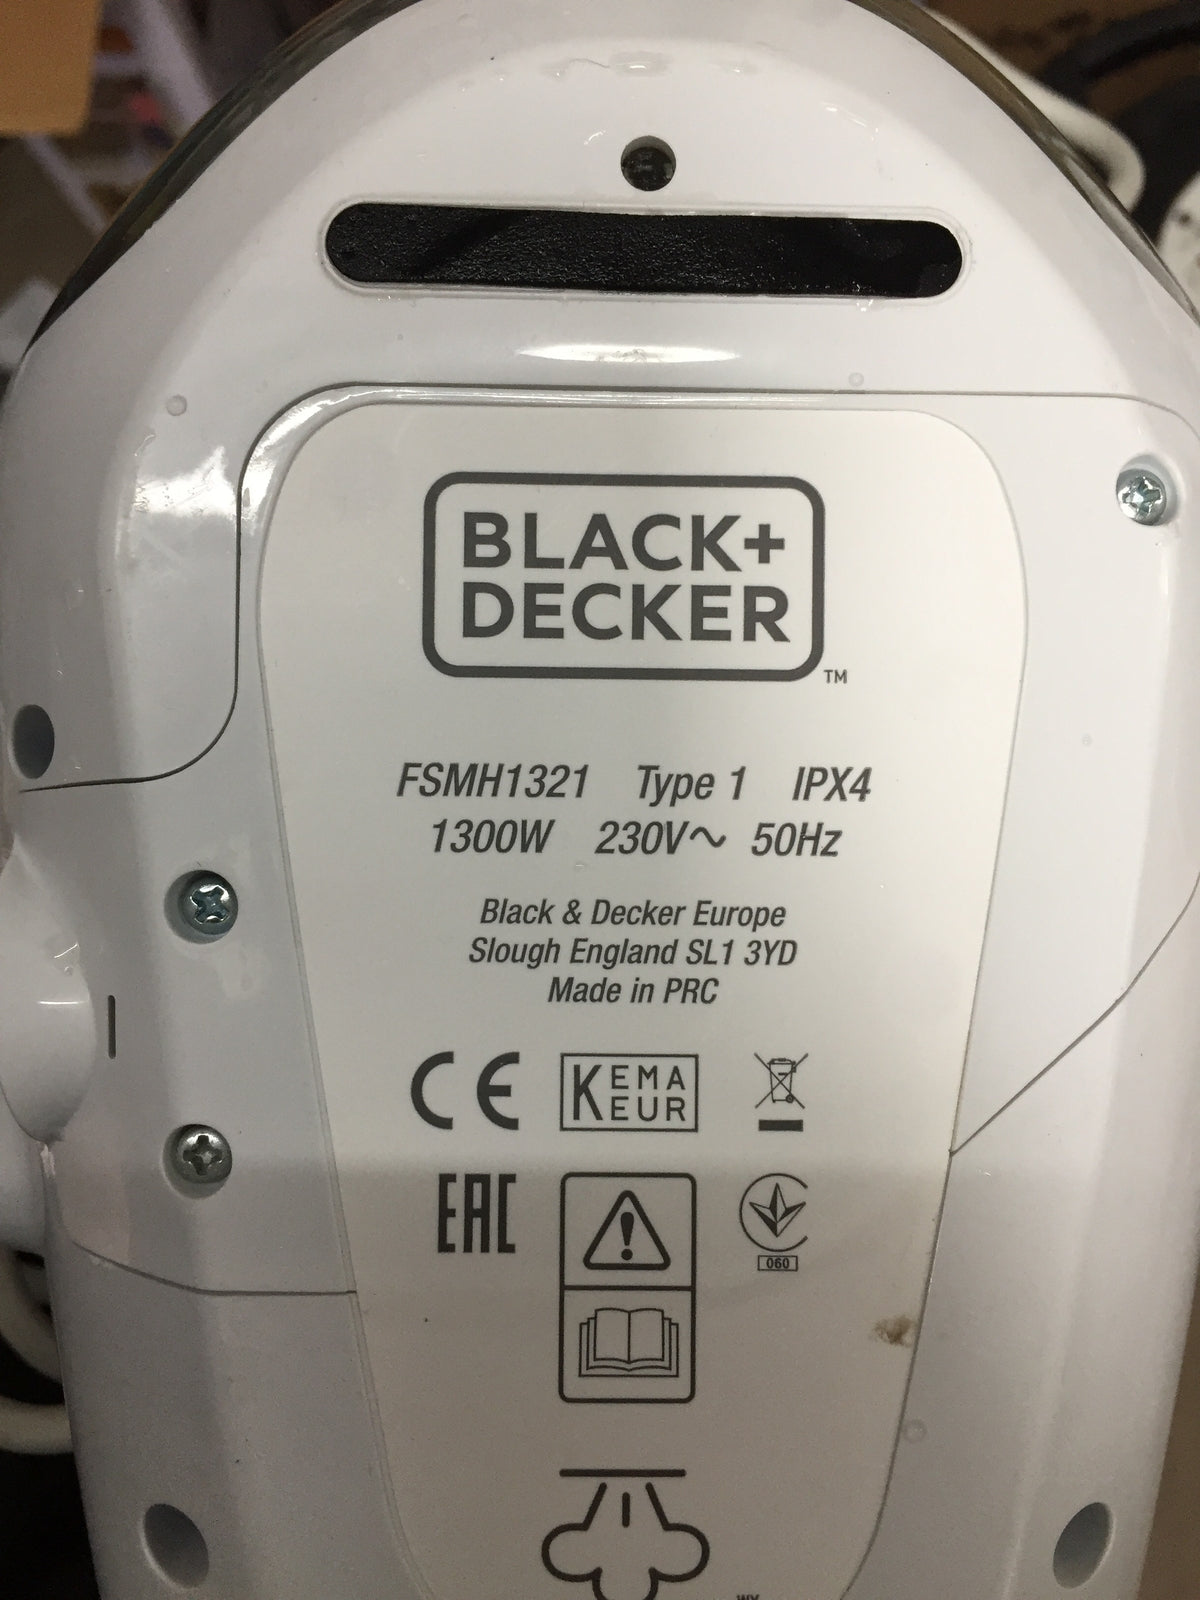 BLACK+
DECKER
TM
FSMH1321 Type 1 IPX4
1300W 230V~ 50Hz
Black & Decker Europe
Slough England SL1 3YD
Made in PRC
CE KEMA
EUR
EAC
060